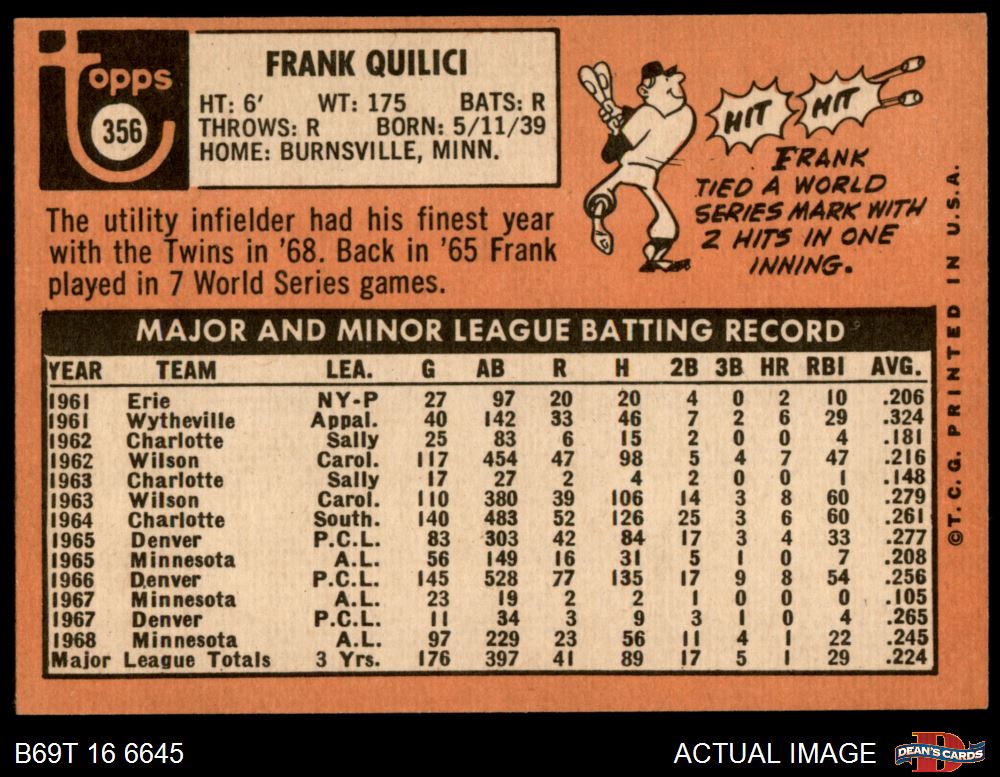 topps
356
FRANK QUILICI
HT: 6' WT: 175 BATS: R
THROWS: R BORN: 5/11/39
HOME: BURNSVILLE, MINN.
The utility infielder had his finest year
with the Twins in '68. Back in '65 Frank
played in 7 World Series games.
HIT HIT
FRANK
TIED A WORLD
SERIES MARK WITH
2 HITS IN ONE
INNING.
©T.C.G. PRINTED IN U.S.A.
MAJOR AND MINOR LEAGUE BATTING RECORD
YEAR TEAM LEA. G AB R H 2B 3B HR RBI AVG.
1961 Erie NY-P 27 97 20 20 4 0 2 10 .206
1961 Wytheville Appal. 40 142 33 46 7 2 6 29 .324
1962 Charlotte Sally 25 83 6 15 2 0 0 4 .181
1962 Wilson Carol. 117 454 47 98 5 4 7 47 .216
1963 Charlotte Sally 17 27 2 4 2 0 0 1 .148
1963 Wilson Carol. 110 380 39 106 14 3 8 60 .279
1964 Charlotte South. 140 483 52 126 25 3 6 60 .261
1965 Denver P.C.L. 83 303 42 84 17 3 4 33 .277
1965 Minnesota A.L. 56 149 16 31 5 1 0 7 .208
1966 Denver P.C.L. 145 528 77 135 17 9 8 54 .256
1967 Minnesota A.L. 23 19 2 2 1 0 0 0 .105
1967 Denver P.C.L. 11 34 3 9 3 1 0 4 .265
1968 Minnesota A.L. 97 229 23 56 11 4 1 22 .245
Major League Totals 3 Yrs. 176 397 41 89 17 5 1 29 .224
B69T 16 6645
ACTUAL IMAGE
DEAN'S CARDS